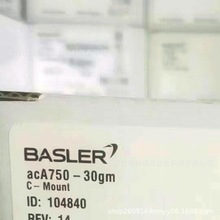 BASLER
acA750-30gm
C-Mount
ID: 104840
REV: 14